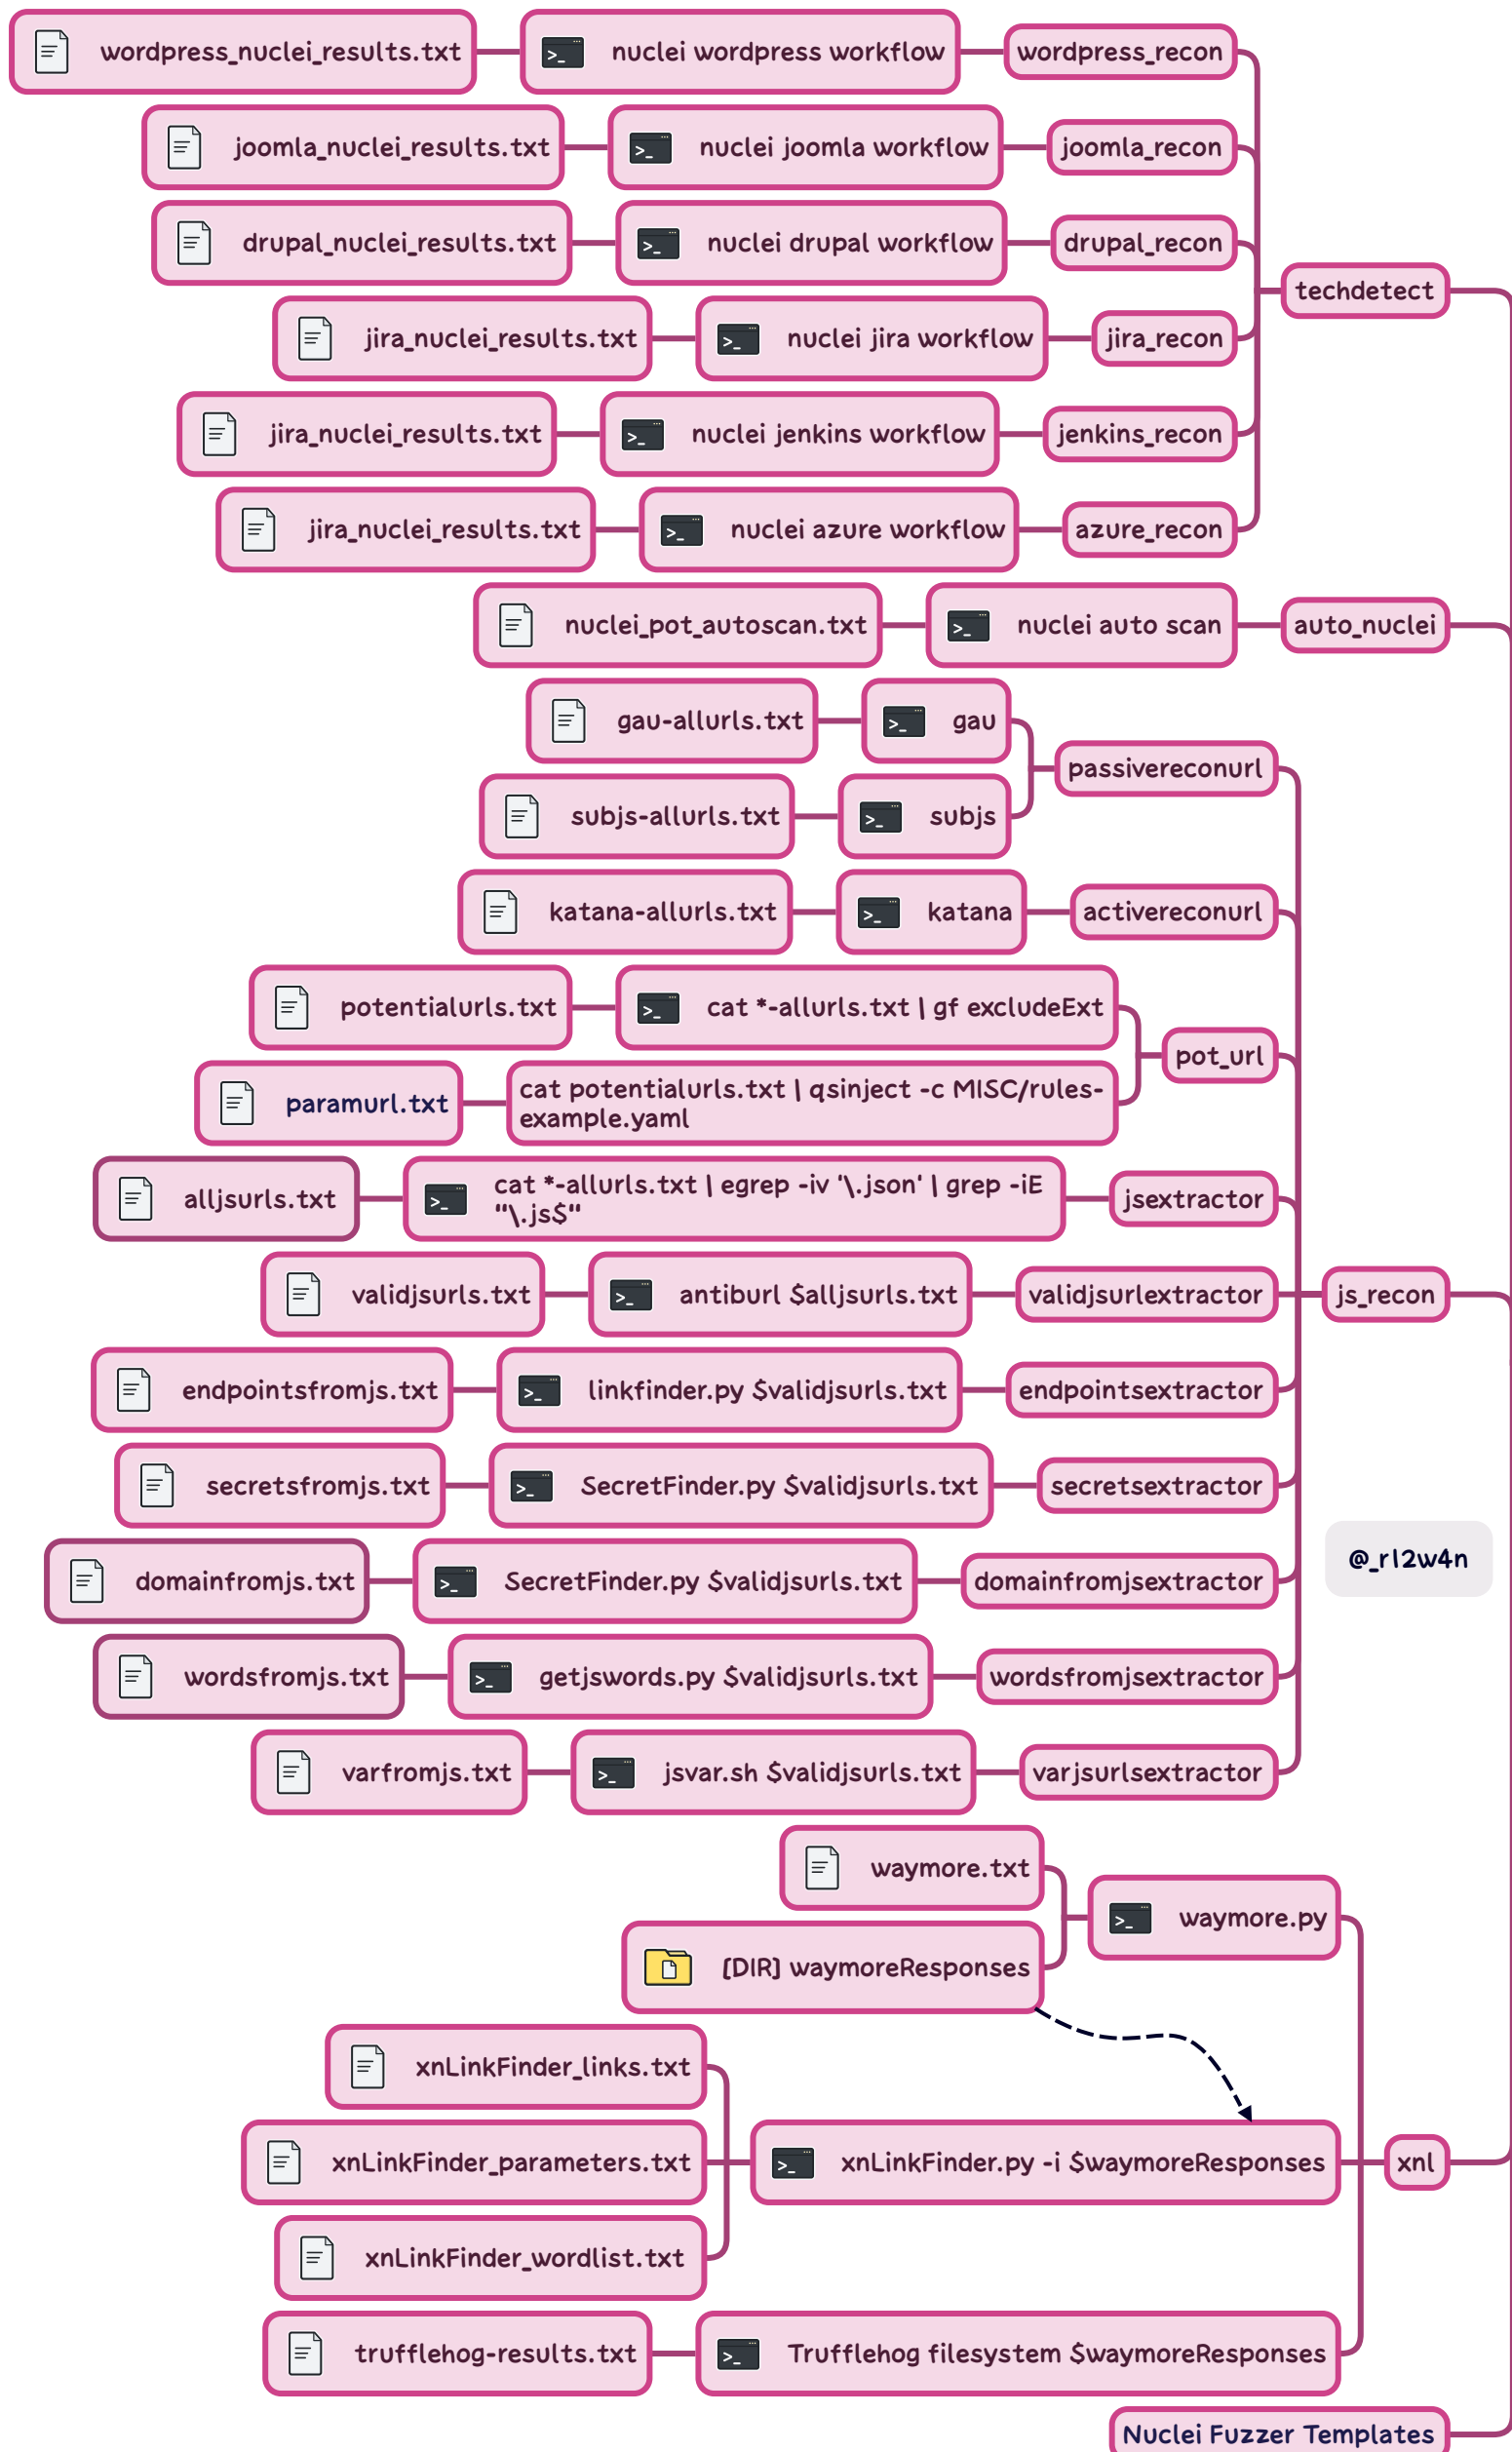 wordpress_nuclei_results.txt
nuclei wordpress workflow
wordpress_recon
joomla_nuclei_results.txt
nuclei joomla workflow
joomla_recon
drupal_nuclei_results.txt
nuclei drupal workflow
drupal_recon
techdetect
jira_nuclei_results.txt
nuclei jira workflow
jira_recon
jira_nuclei_results.txt
nuclei jenkins workflow
jenkins_recon
jira_nuclei_results.txt
nuclei azure workflow
azure_recon
nuclei_pot_autoscan.txt
nuclei auto scan
auto_nuclei
gau-allurls.txt
gau
passivereconurl
subjs-allurls.txt
subjs
katana-allurls.txt
katana
activereconurl
potentialurls.txt
cat *-allurls.txt | gf excludeExt
pot_url
paramurl.txt
cat potentialurls.txt | qsinject -c MISC/rules-
example.yaml
alljsurls.txt
cat *-allurls.txt | egrep -iv '\.json' | grep -iE
"\.js$"
jsextractor
validjsurls.txt
antiburl $alljsurls.txt
validjsurlextractor
js_recon
endpointsfromjs.txt
linkfinder.py $validjsurls.txt
endpointsextractor
secretsfromjs.txt
SecretFinder.py $validjsurls.txt
secretsextractor
@_r12w4n
domainfromjs.txt
SecretFinder.py $validjsurls.txt
domainfromjsextractor
wordsfromjs.txt
getjswords.py $validjsurls.txt
wordsfromjsextractor
varfromjs.txt
jsvar.sh $validjsurls.txt
varjsurlsextractor
waymore.txt
waymore.py
[DIR] waymoreResponses
xnLinkFinder_links.txt
xnLinkFinder_parameters.txt
xnLinkFinder.py -i $waymoreResponses
xnl
xnLinkFinder_wordlist.txt
trufflehog-results.txt
Trufflehog filesystem $waymoreResponses
Nuclei Fuzzer Templates